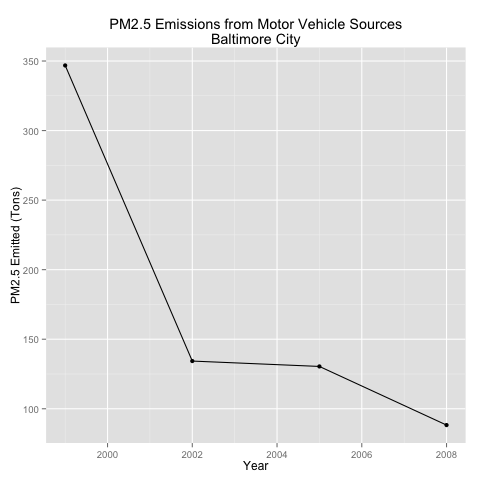 PM2.5 Emissions from Motor Vehicle Sources
Baltimore City
PM2.5 Emitted (Tons)
350
300
250
200
150
100
2000 2002 2004 2006 2008
Year